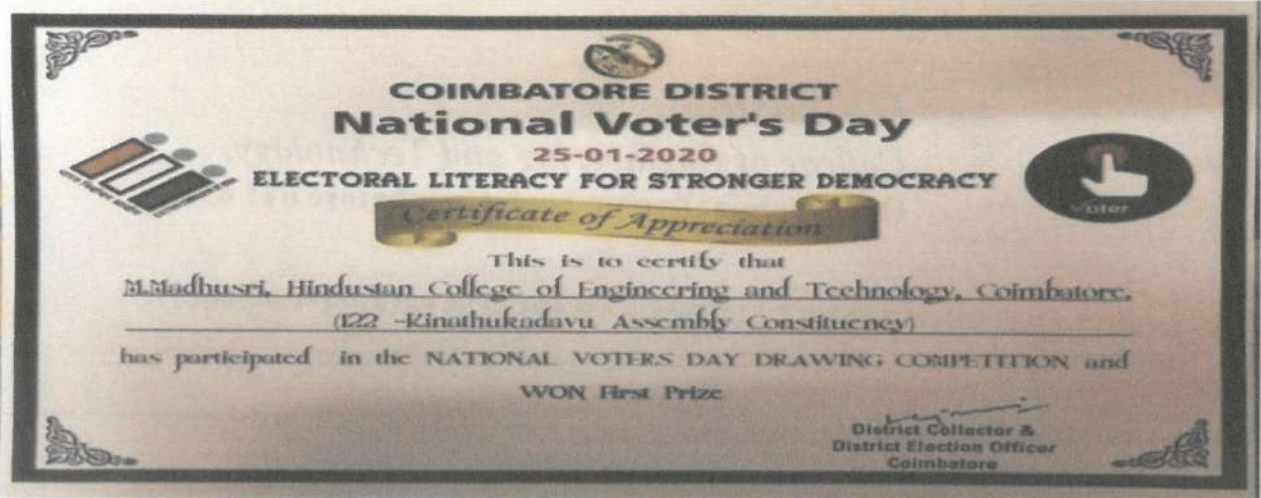 COIMBATORE DISTRICT
National Voter's Day
25-01-2020
ELECTORAL LITERACY FOR STRONGER DEMOCRACY
Voter
Certificate of Appreciation
This is to certify that
M.Madhusri, Hindustan College of Engineering and Technology, Coimbatore,
(122 -Kinathukadavu Assembly Constituency)
has participated in the NATIONAL VOTERS DAY DRAWING COMPETITION and
WON First Prize
District Collector &
District Election Officer
Coimbatore